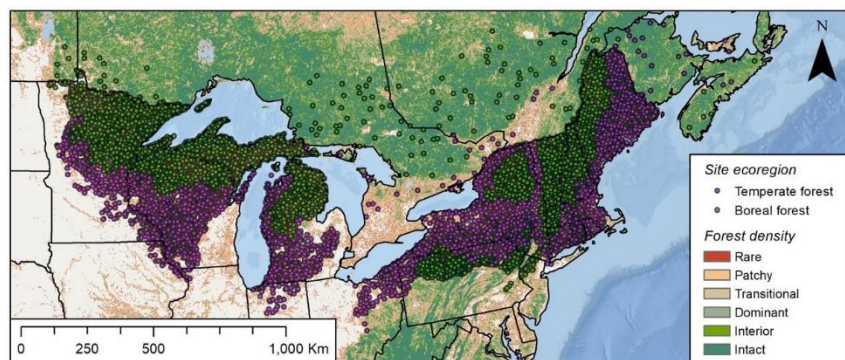 N
Site ecoregion
Temperate forest
Boreal forest
Forest density
Rare
Patchy
Transitional
Dominant
Interior
Intact
0 250 500 1,000 Km